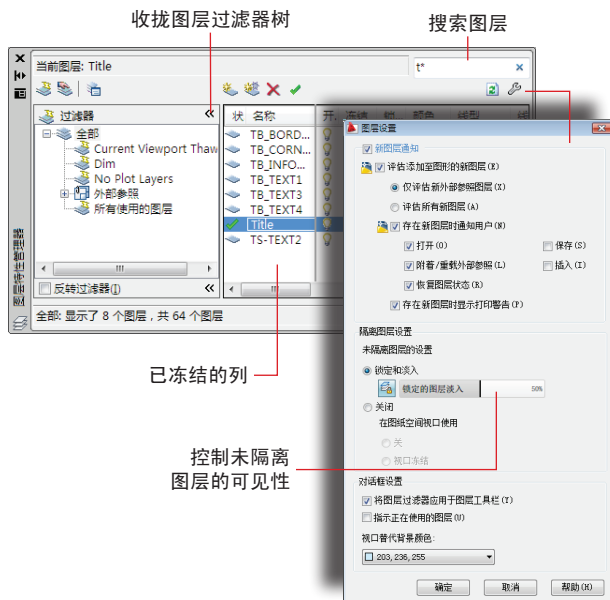 收拢图层过滤器树
搜索图层
当前图层: Title
t*
过滤器
全部
Current Viewport Thaw
Dim
No Plot Layers
外部参照
所有使用的图层
反转过滤器(I)
状 名称 开.
TB_BORD...
TB_CORN...
TB_INFO...
TB_TEXT1
TB_TEXT3
TB_TEXT4
Title
TS-TEXT2
全部: 显示了 8 个图层，共 64 个图层
图层特性管理器
图层设置
新图层通知
评估添加至图形的新图层(E)
仅评估新外部参照图层(X)
评估所有新图层(A)
存在新图层时通知用户(N)
打开(O)
保存(S)
附着/重载外部参照(L)
插入(I)
恢复图层状态(R)
存在新图层时显示打印警告(P)
隔离图层设置
未隔离图层的设置
锁定和淡入
锁定的图层淡入 50%
关闭
在图纸空间视口使用
关
视口冻结
对话框设置
将图层过滤器应用于图层工具栏(Y)
指示正在使用的图层(U)
视口替代背景颜色:
203,236,255
确定 取消 帮助(H)
已冻结的列
控制未隔离
图层的可见性